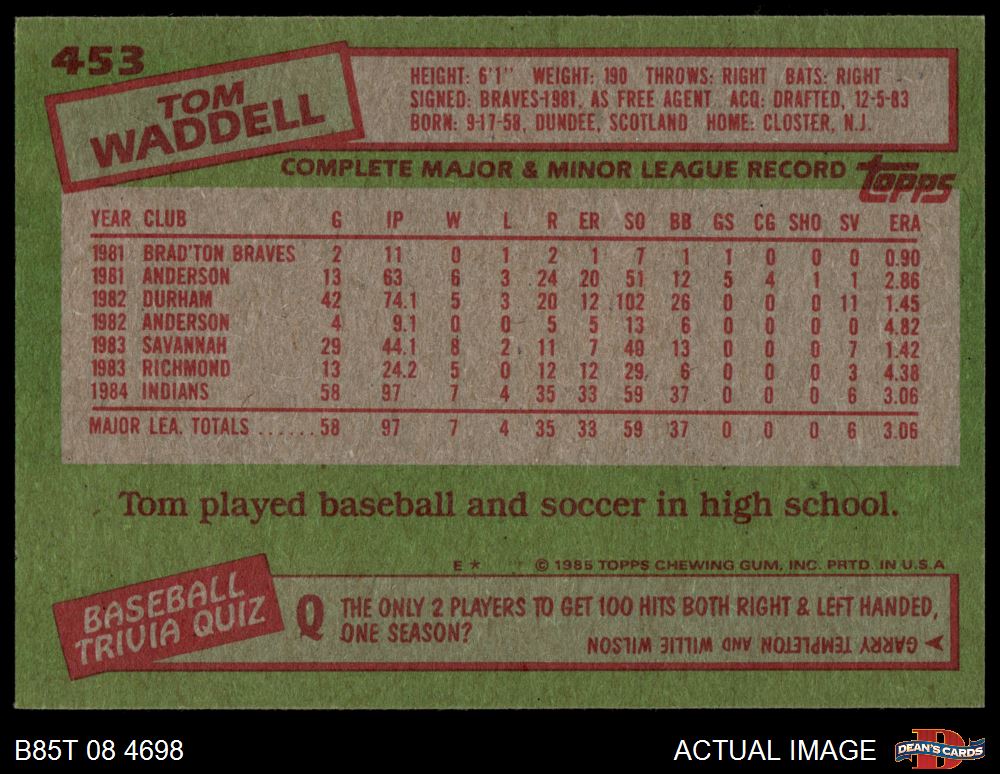 453
TOM
WADDELL
HEIGHT: 6'1" WEIGHT: 190 THROWS: RIGHT BATS: RIGHT
SIGNED: BRAVES-1981, AS FREE AGENT ACQ: DRAFTED, 12-5-83
BORN: 9-17-58, DUNDEE, SCOTLAND HOME: CLOSTER, N.J.
COMPLETE MAJOR & MINOR LEAGUE RECORD topps
YEAR CLUB G IP W L R ER SO BB GS CG SHO SV ERA
1981 BRAD'TON BRAVES 2 11 0 1 2 1 7 1 1 0 0 0 0.90
1981 ANDERSON 13 63 6 3 24 20 51 12 5 4 1 1 2.86
1982 DURHAM 42 74.1 5 3 20 12 102 26 0 0 0 11 1.45
1982 ANDERSON 4 9.1 0 0 5 5 13 6 0 0 0 0 4.82
1983 SAVANNAH 29 44.1 8 2 11 7 49 13 0 0 0 7 1.42
1983 RICHMOND 13 24.2 5 0 12 12 29 6 0 0 0 3 4.38
1984 INDIANS 58 97 7 4 35 33 59 37 0 0 0 6 3.06
MAJOR LEA. TOTALS ......58 97 7 4 35 33 59 37 0 0 0 6 3.06
Tom played baseball and soccer in high school.
E * © 1985 TOPPS CHEWING GUM, INC. PRTD. IN U.S.A
BASEBALL
TRIVIA QUIZ
Q THE ONLY 2 PLAYERS TO GET 100 HITS BOTH RIGHT & LEFT HANDED,
ONE SEASON?
GARRY TEMPLETON AND WILLIE WILSON
B85T 08 4698
ACTUAL IMAGE
DEAN'S CARDS